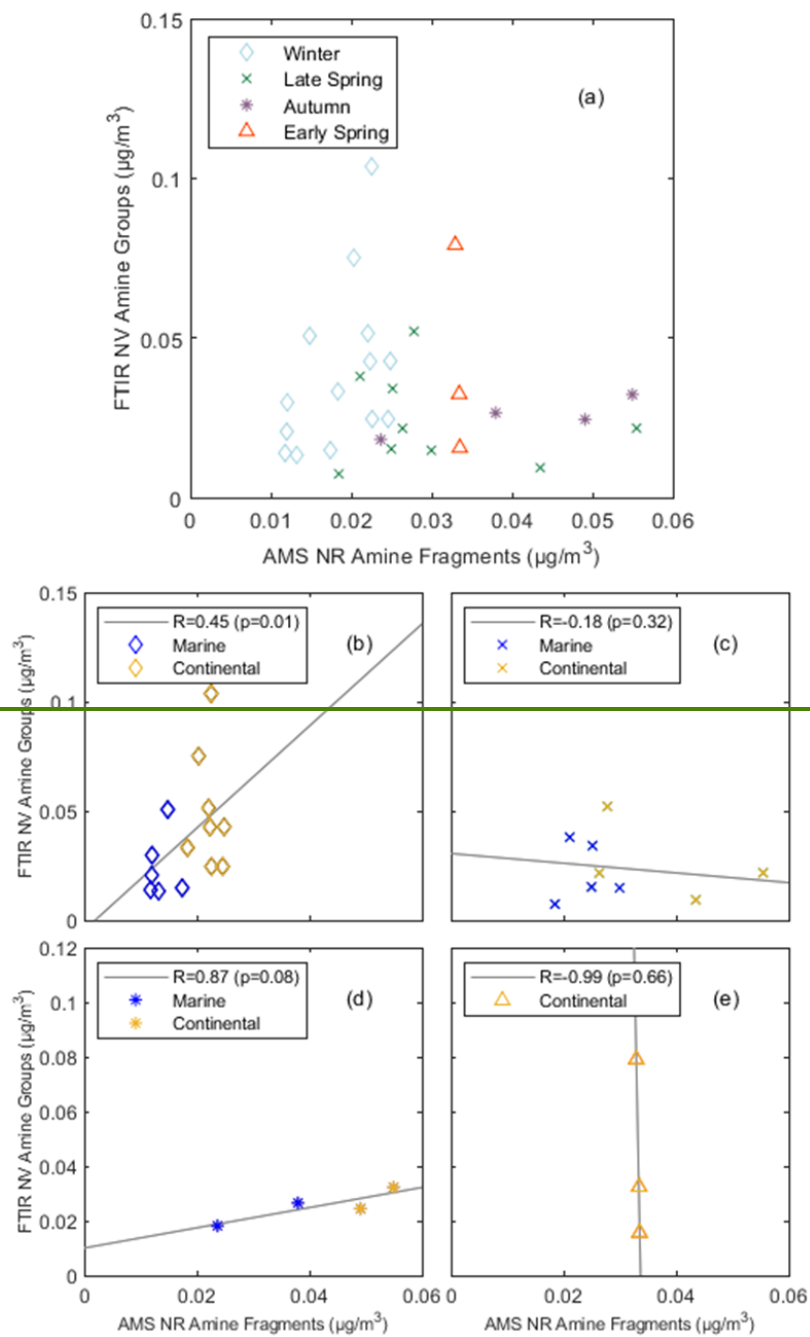 0.15
Winter
Late Spring
Autumn
Early Spring
(a)
0.1
0.05
0
FTIR NV Amine Groups (µg/m³)
0 0.01 0.02 0.03 0.04 0.05 0.06
AMS NR Amine Fragments (µg/m³)
0.15
R=0.45 (p=0.01)
Marine
Continental
(b)
0.1
0.05
0
FTIR NV Amine Groups (µg/m³)
R=-0.18 (p=0.32)
Marine
Continental
(c)
0.12
R=0.87 (p=0.08)
Marine
Continental
(d)
0.1
0.08
0.06
0.04
0.02
0
FTIR NV Amine Groups (µg/m³)
0 0.02 0.04 0.06
AMS NR Amine Fragments (µg/m³)
R=-0.99 (p=0.66)
Continental
(e)
0.02 0.04 0.06
AMS NR Amine Fragments (µg/m³)